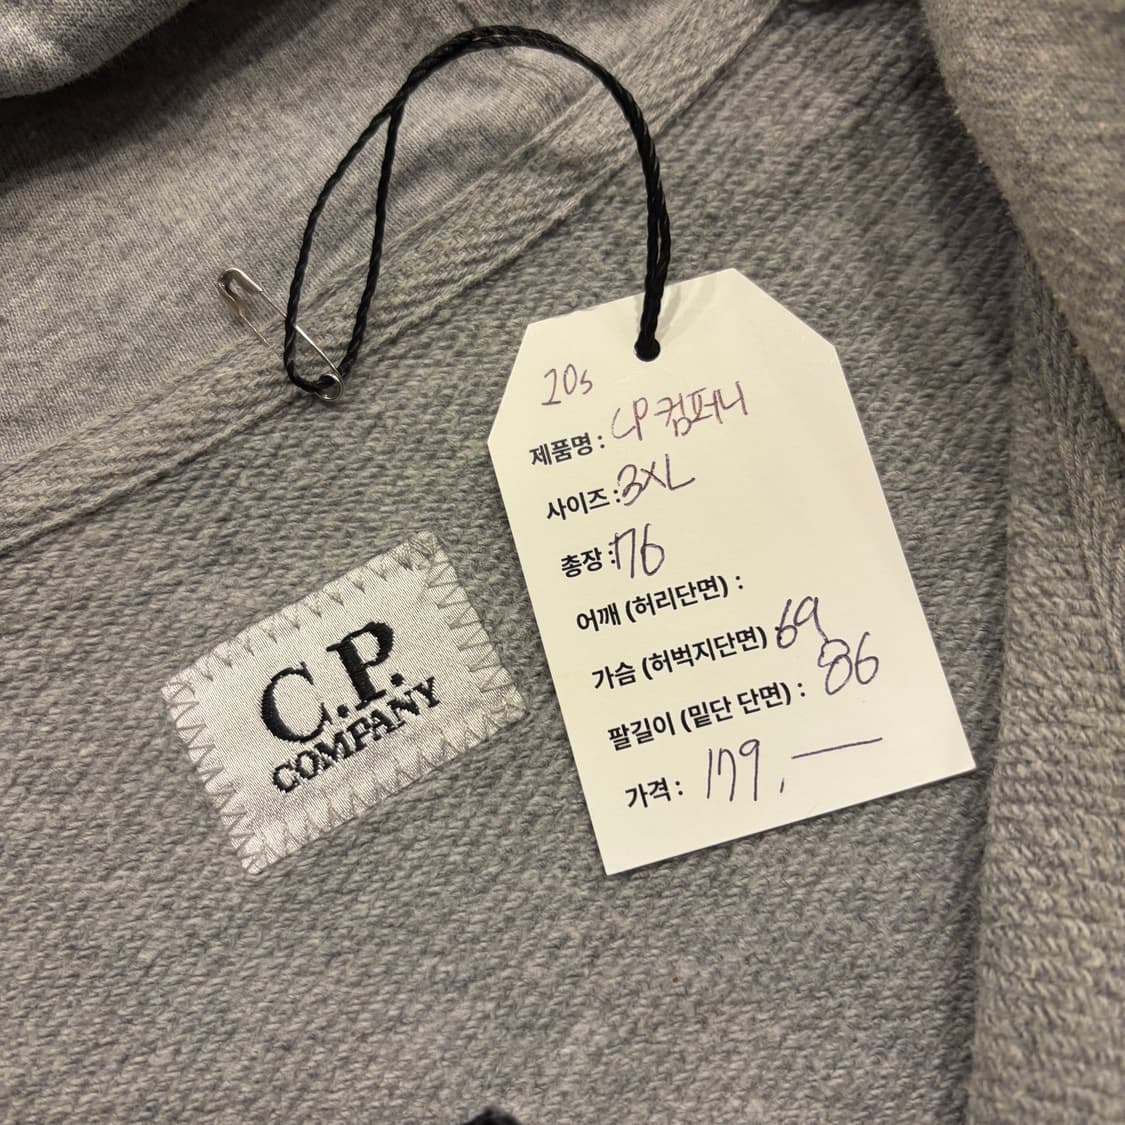 20s
제품명 : CP 컴퍼니
사이즈 : 3XL
총장 : 76
어깨 (허리단면) :
가슴 (허벅지단면) 69
팔길이 (밑단 단면) : 86
가격 : 179,—
C.P.
COMPANY